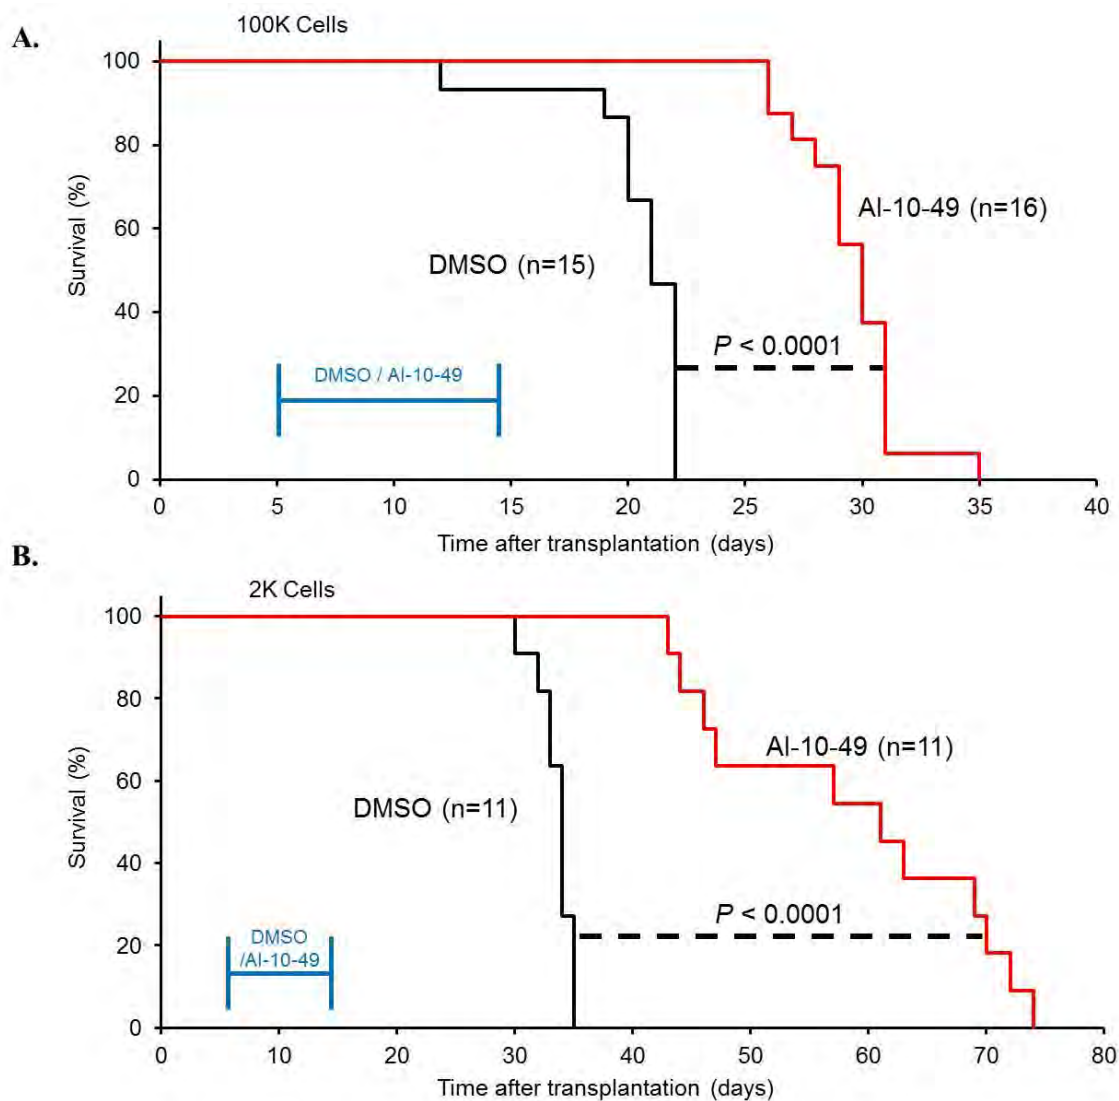 A.
100K Cells
100
80
60
40
20
0
Survival (%)
AI-10-49 (n=16)
DMSO (n=15)
P < 0.0001
DMSO / AI-10-49
0 5 10 15 20 25 30 35 40
Time after transplantation (days)
B.
2K Cells
100
80
60
40
20
0
Survival (%)
AI-10-49 (n=11)
DMSO (n=11)
P < 0.0001
DMSO
/AI-10-49
0 10 20 30 40 50 60 70 80
Time after transplantation (days)